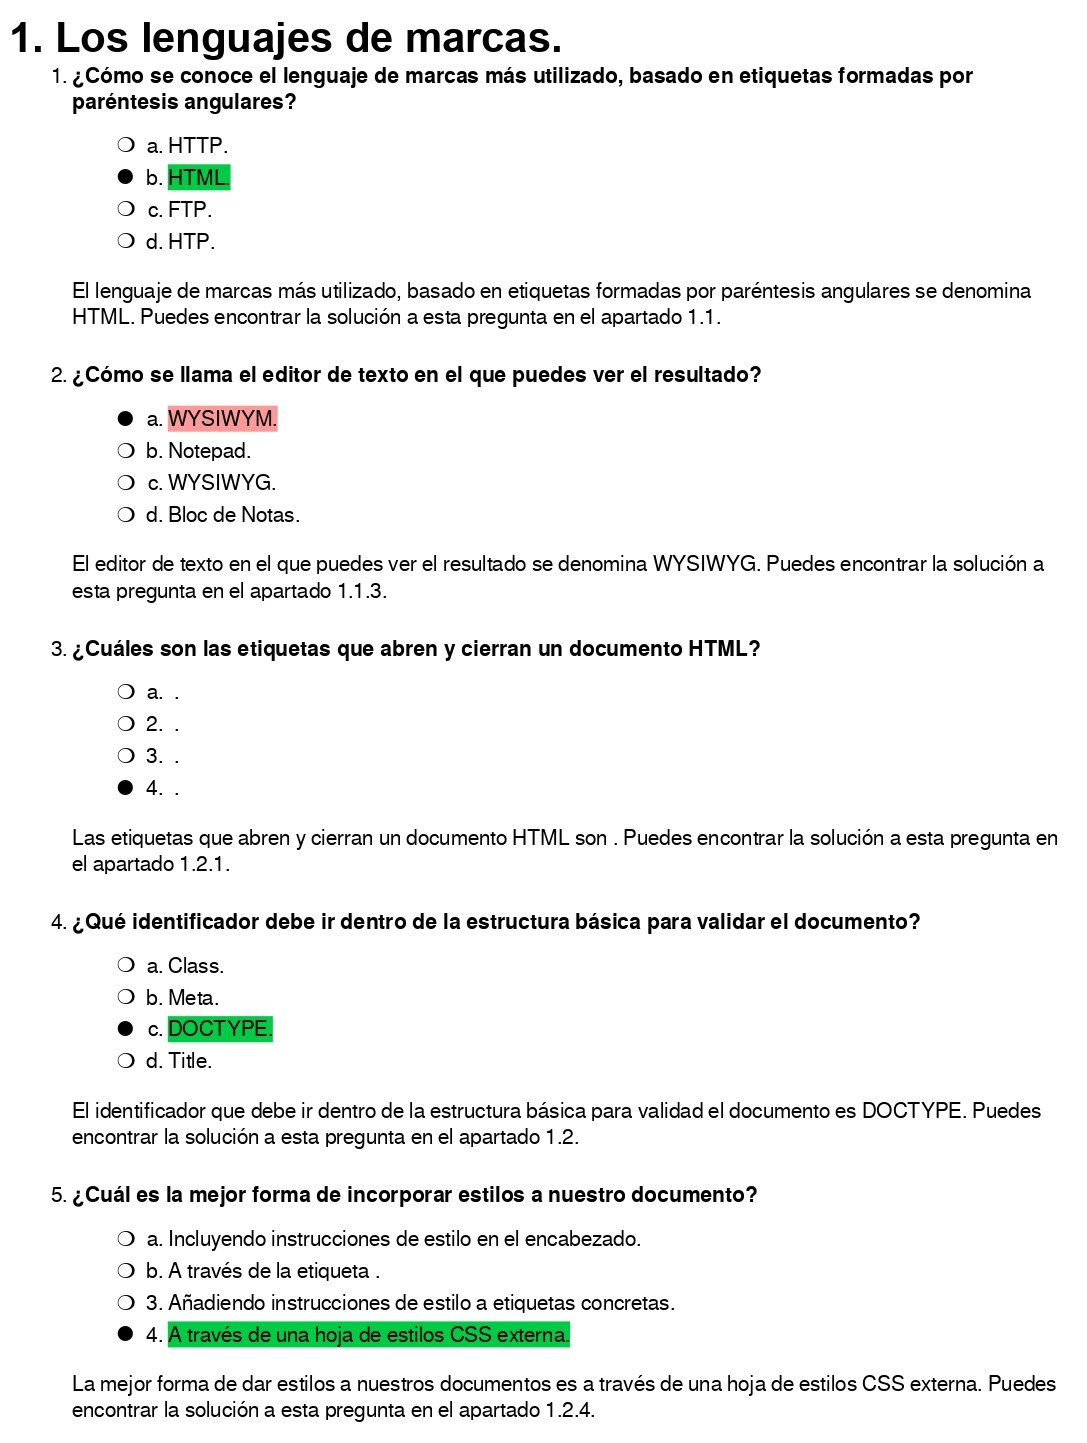 1. Los lenguajes de marcas.
1. ¿Cómo se conoce el lenguaje de marcas más utilizado, basado en etiquetas formadas por
paréntesis angulares?
a. HTTP.
b. HTML.
c. FTP.
d. HTP.
El lenguaje de marcas más utilizado, basado en etiquetas formadas por paréntesis angulares se denomina
HTML. Puedes encontrar la solución a esta pregunta en el apartado 1.1.
2. ¿Cómo se llama el editor de texto en el que puedes ver el resultado?
a. WYSIWYM.
b. Notepad.
c. WYSIWYG.
d. Bloc de Notas.
El editor de texto en el que puedes ver el resultado se denomina WYSIWYG. Puedes encontrar la solución a
esta pregunta en el apartado 1.1.3.
3. ¿Cuáles son las etiquetas que abren y cierran un documento HTML?
a. .
2. .
3. .
4. .
Las etiquetas que abren y cierran un documento HTML son . Puedes encontrar la solución a esta pregunta en
el apartado 1.2.1.
4. ¿Qué identificador debe ir dentro de la estructura básica para validar el documento?
a. Class.
b. Meta.
c. DOCTYPE.
d. Title.
El identificador que debe ir dentro de la estructura básica para validad el documento es DOCTYPE. Puedes
encontrar la solución a esta pregunta en el apartado 1.2.
5. ¿Cuál es la mejor forma de incorporar estilos a nuestro documento?
a. Incluyendo instrucciones de estilo en el encabezado.
b. A través de la etiqueta .
3. Añadiendo instrucciones de estilo a etiquetas concretas.
4. A través de una hoja de estilos CSS externa.
La mejor forma de dar estilos a nuestros documentos es a través de una hoja de estilos CSS externa. Puedes
encontrar la solución a esta pregunta en el apartado 1.2.4.